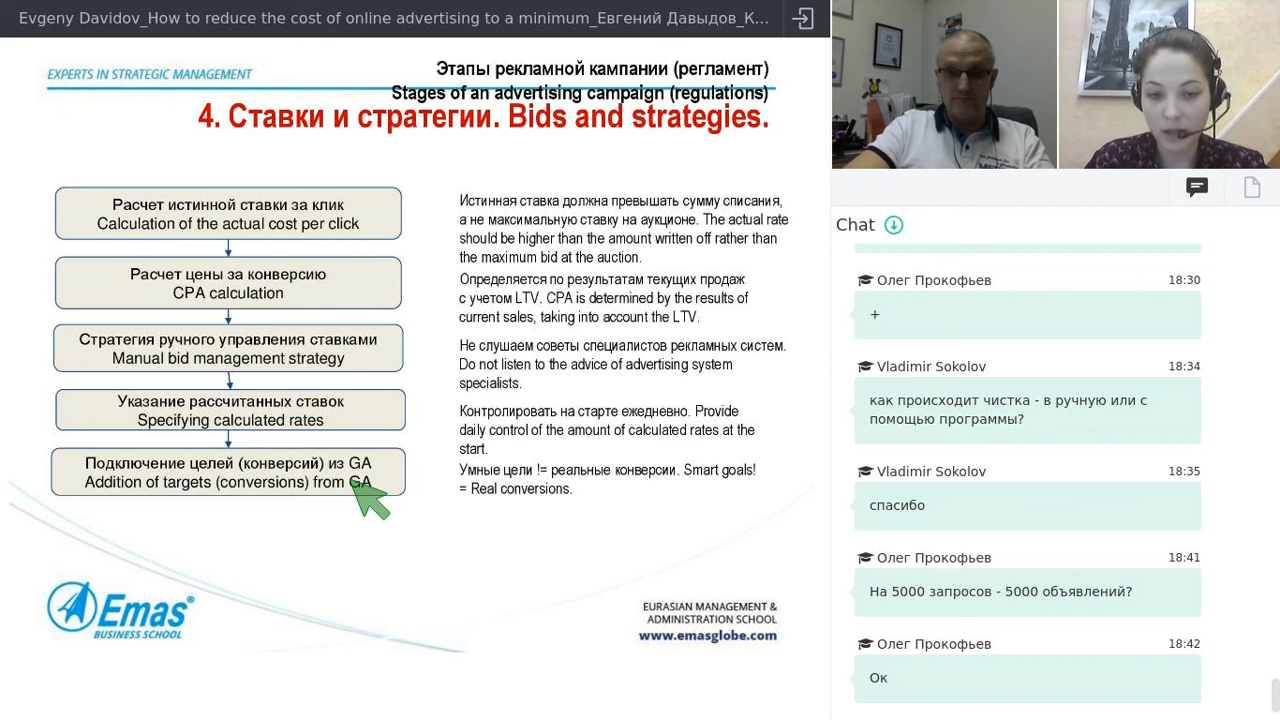 Evgeny Davidov_How to reduce the cost of online advertising to a minimum_Евгений Давыдов_К...
EXPERTS IN STRATEGIC MANAGEMENT
Этапы рекламной кампании (регламент)
Stages of an advertising campaign (regulations)
4. Ставки и стратегии. Bids and strategies.
Расчет истинной ставки за клик
Calculation of the actual cost per click
Расчет цены за конверсию
CPA calculation
Стратегия ручного управления ставками
Manual bid management strategy
Указание рассчитанных ставок
Specifying calculated rates
Подключение целей (конверсий) из GA
Addition of targets (conversions) from GA
Истинная ставка должна превышать сумму списания,
а не максимальную ставку на аукционе. The actual rate
should be higher than the amount written off rather than
the maximum bid at the auction.
Определяется по результатам текущих продаж
с учетом LTV. CPA is determined by the results of
current sales, taking into account the LTV.
Не слушаем советы специалистов рекламных систем.
Do not listen to the advice of advertising system
specialists.
Контролировать на старте ежедневно. Provide
daily control of the amount of calculated rates at the
start.
Умные цели != реальные конверсии. Smart goals!
= Real conversions.
Emas
BUSINESS SCHOOL
EURASIAN MANAGEMENT &
ADMINISTRATION SCHOOL
www.emasglobe.com
Chat
Олег Прокофьев 18:30
+
Vladimir Sokolov 18:34
как происходит чистка - в ручную или с
помощью программы?
Vladimir Sokolov 18:35
спасибо
Олег Прокофьев 18:41
На 5000 запросов - 5000 объявлений?
Олег Прокофьев 18:42
Ок